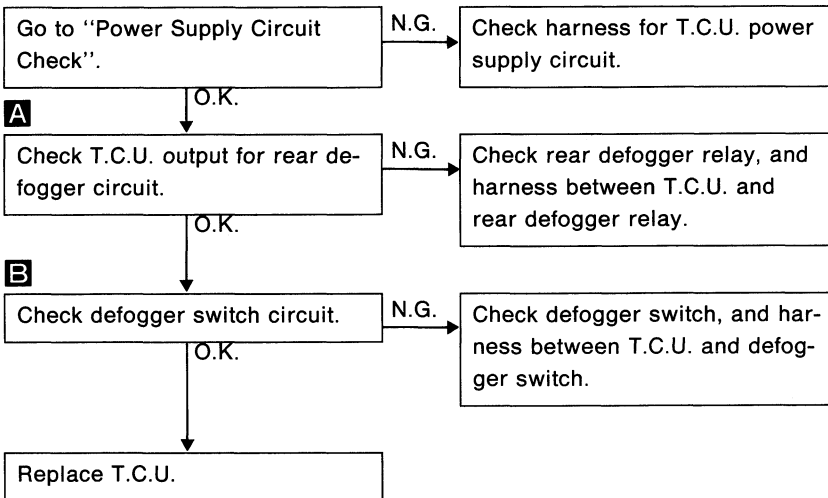 Go to “Power Supply Circuit
Check”.
N.G.
Check harness for T.C.U. power
supply circuit.
O.K.
A
Check T.C.U. output for rear de-
fogger circuit.
N.G.
Check rear defogger relay, and
harness between T.C.U. and
rear defogger relay.
O.K.
B
Check defogger switch circuit.
N.G.
Check defogger switch, and har-
ness between T.C.U. and defog-
ger switch.
O.K.
Replace T.C.U.